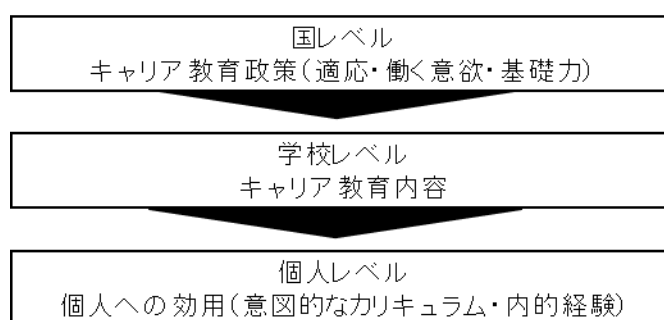 国レベル
キャリア教育政策(適応・働く意欲・基礎力)
学校レベル
キャリア教育内容
個人レベル
個人への効用(意図的なカリキュラム・内的経験)